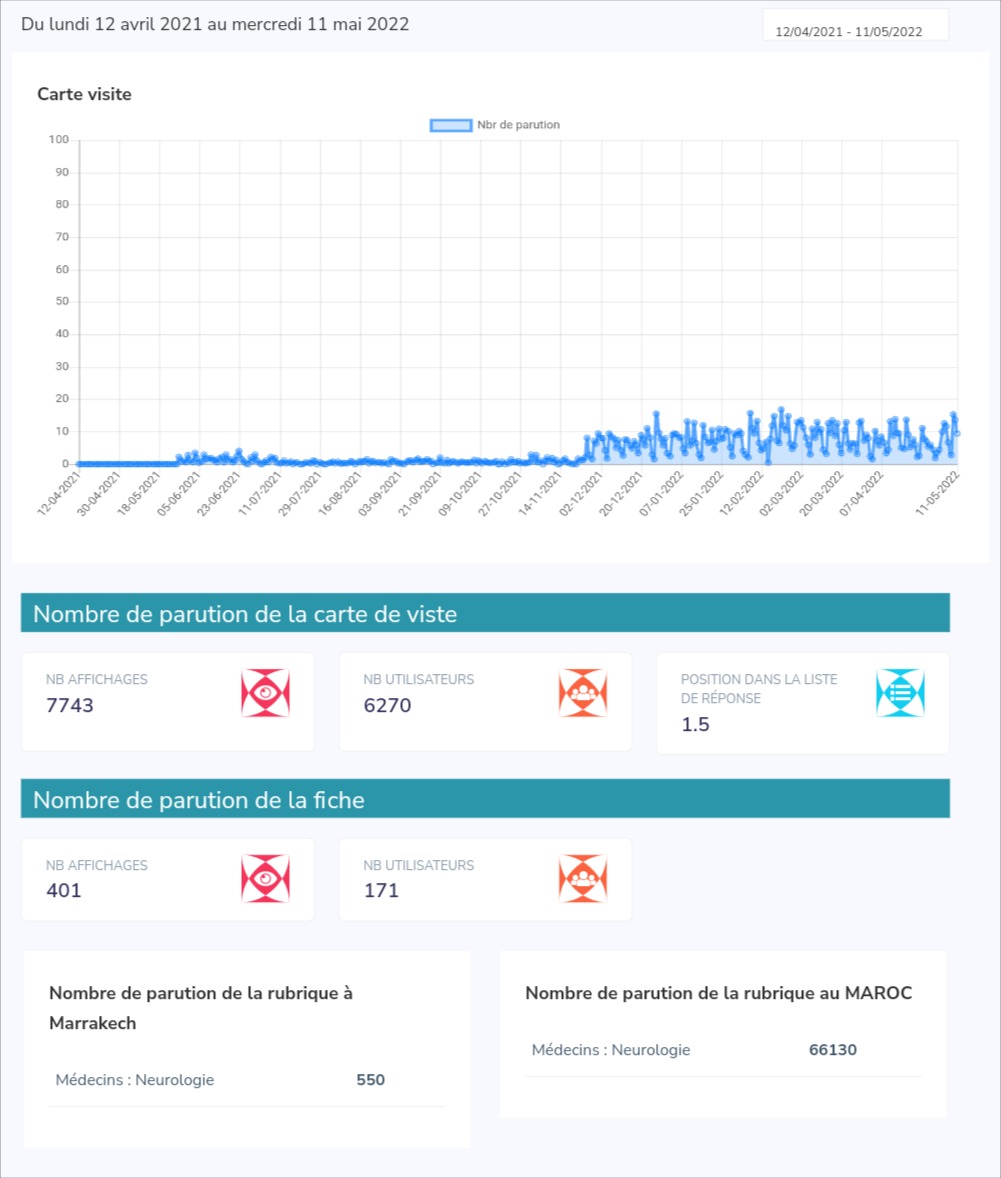 Du lundi 12 avril 2021 au mercredi 11 mai 2022
12/04/2021 - 11/05/2022
Carte visite
Nbr de parution
100
90
80
70
60
50
40
30
20
10
0
12-04-2021
30-04-2021
18-05-2021
05-06-2021
23-06-2021
11-07-2021
29-07-2021
16-08-2021
03-09-2021
21-09-2021
09-10-2021
27-10-2021
14-11-2021
02-12-2021
20-12-2021
07-01-2022
25-01-2022
12-02-2022
02-03-2022
20-03-2022
07-04-2022
11-05-2022
Nombre de parution de la carte de viste
NB AFFICHAGES
7743
NB UTILISATEURS
6270
POSITION DANS LA LISTE
DE RÉPONSE
1.5
Nombre de parution de la fiche
NB AFFICHAGES
401
NB UTILISATEURS
171
Nombre de parution de la rubrique à
Marrakech
Médecins : Neurologie 550
Nombre de parution de la rubrique au MAROC
Médecins : Neurologie 66130